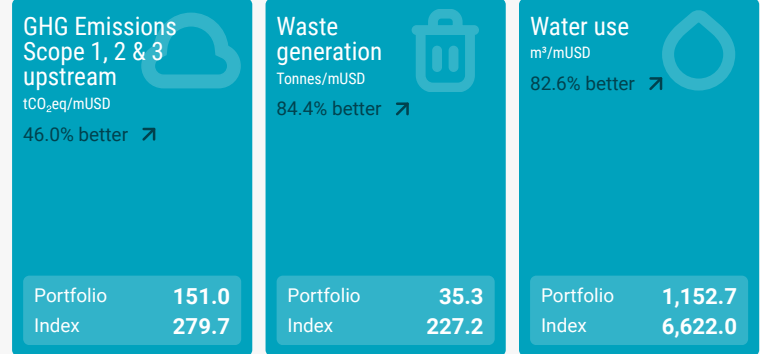 GHG Emissions
Scope 1, 2 & 3
upstream
tCO₂eq/mUSD
46.0% better
Portfolio 151.0
Index 279.7
Waste
generation
Tonnes/mUSD
84.4% better
Portfolio 35.3
Index 227.2
Water use
m³/mUSD
82.6% better
Portfolio 1,152.7
Index 6,622.0